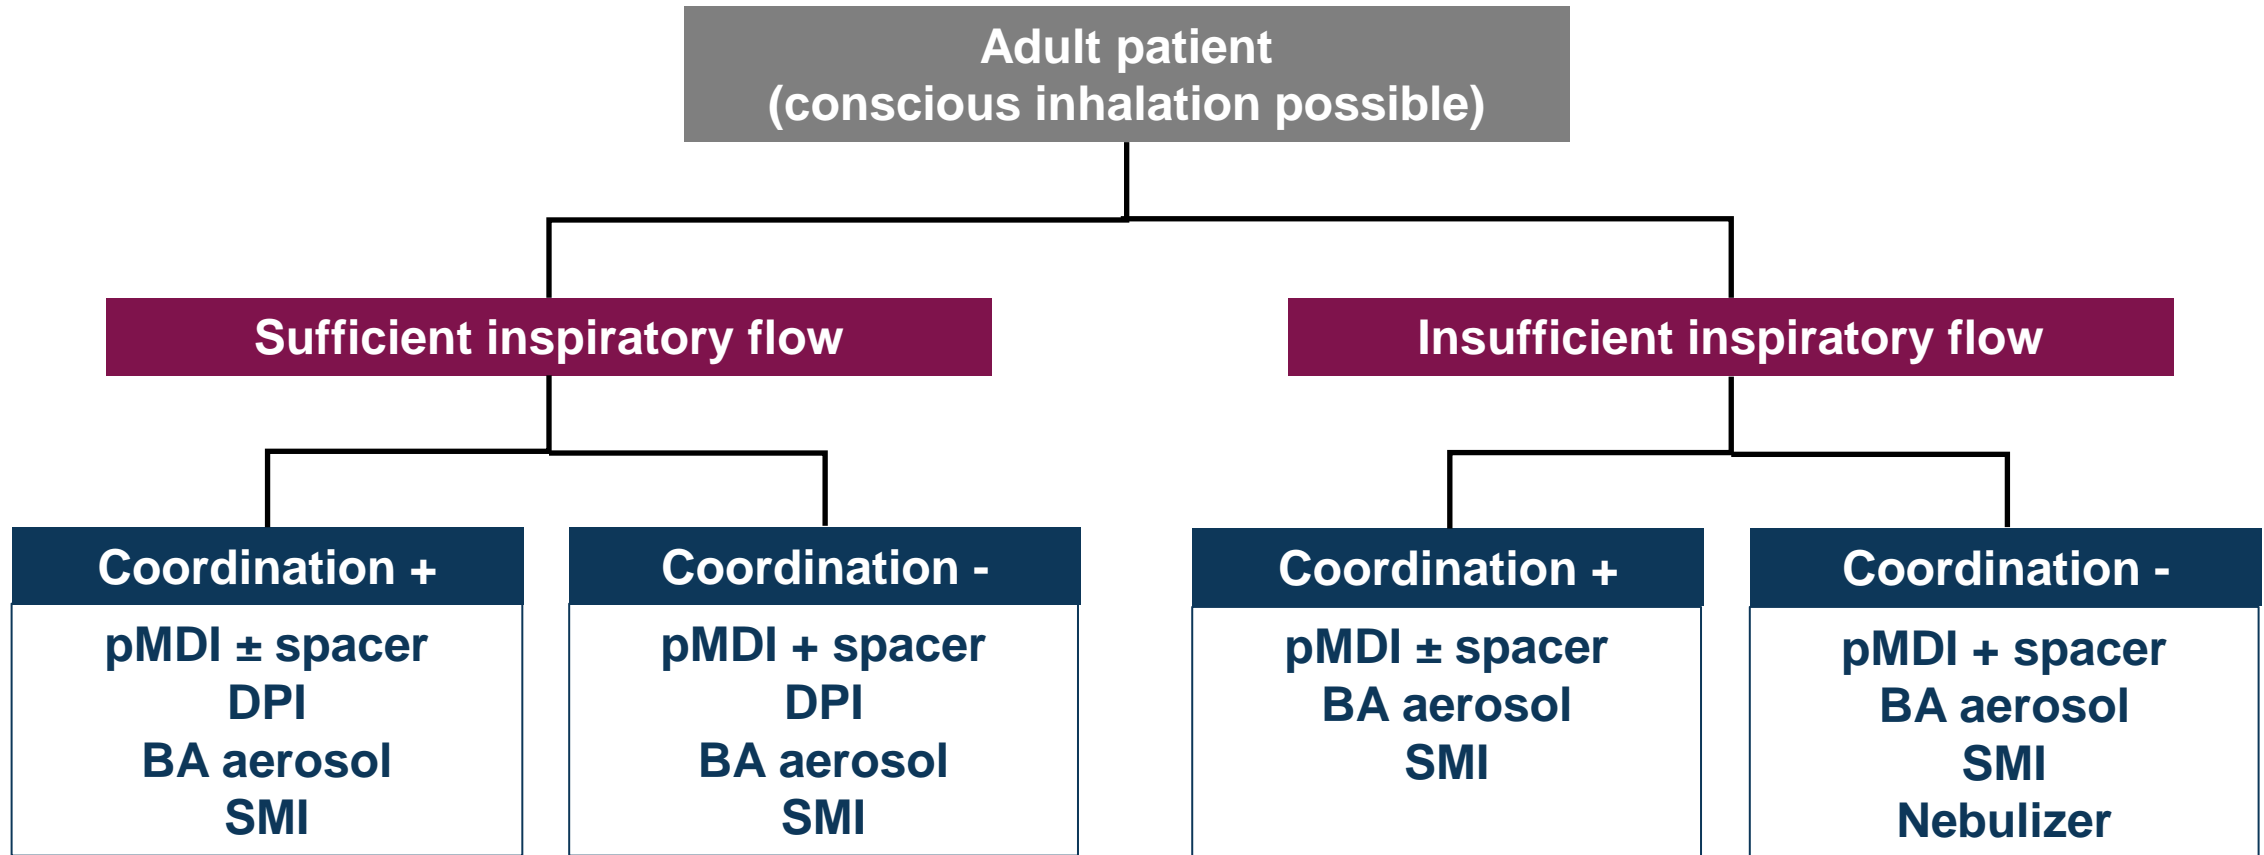 Adult patient
(conscious inhalation possible)
Sufficient inspiratory flow
Insufficient inspiratory flow
Coordination +
pMDI ± spacer
DPI
BA aerosol
SMI
Coordination -
pMDI + spacer
DPI
BA aerosol
SMI
Coordination +
pMDI ± spacer
BA aerosol
SMI
Coordination -
pMDI + spacer
BA aerosol
SMI
Nebulizer